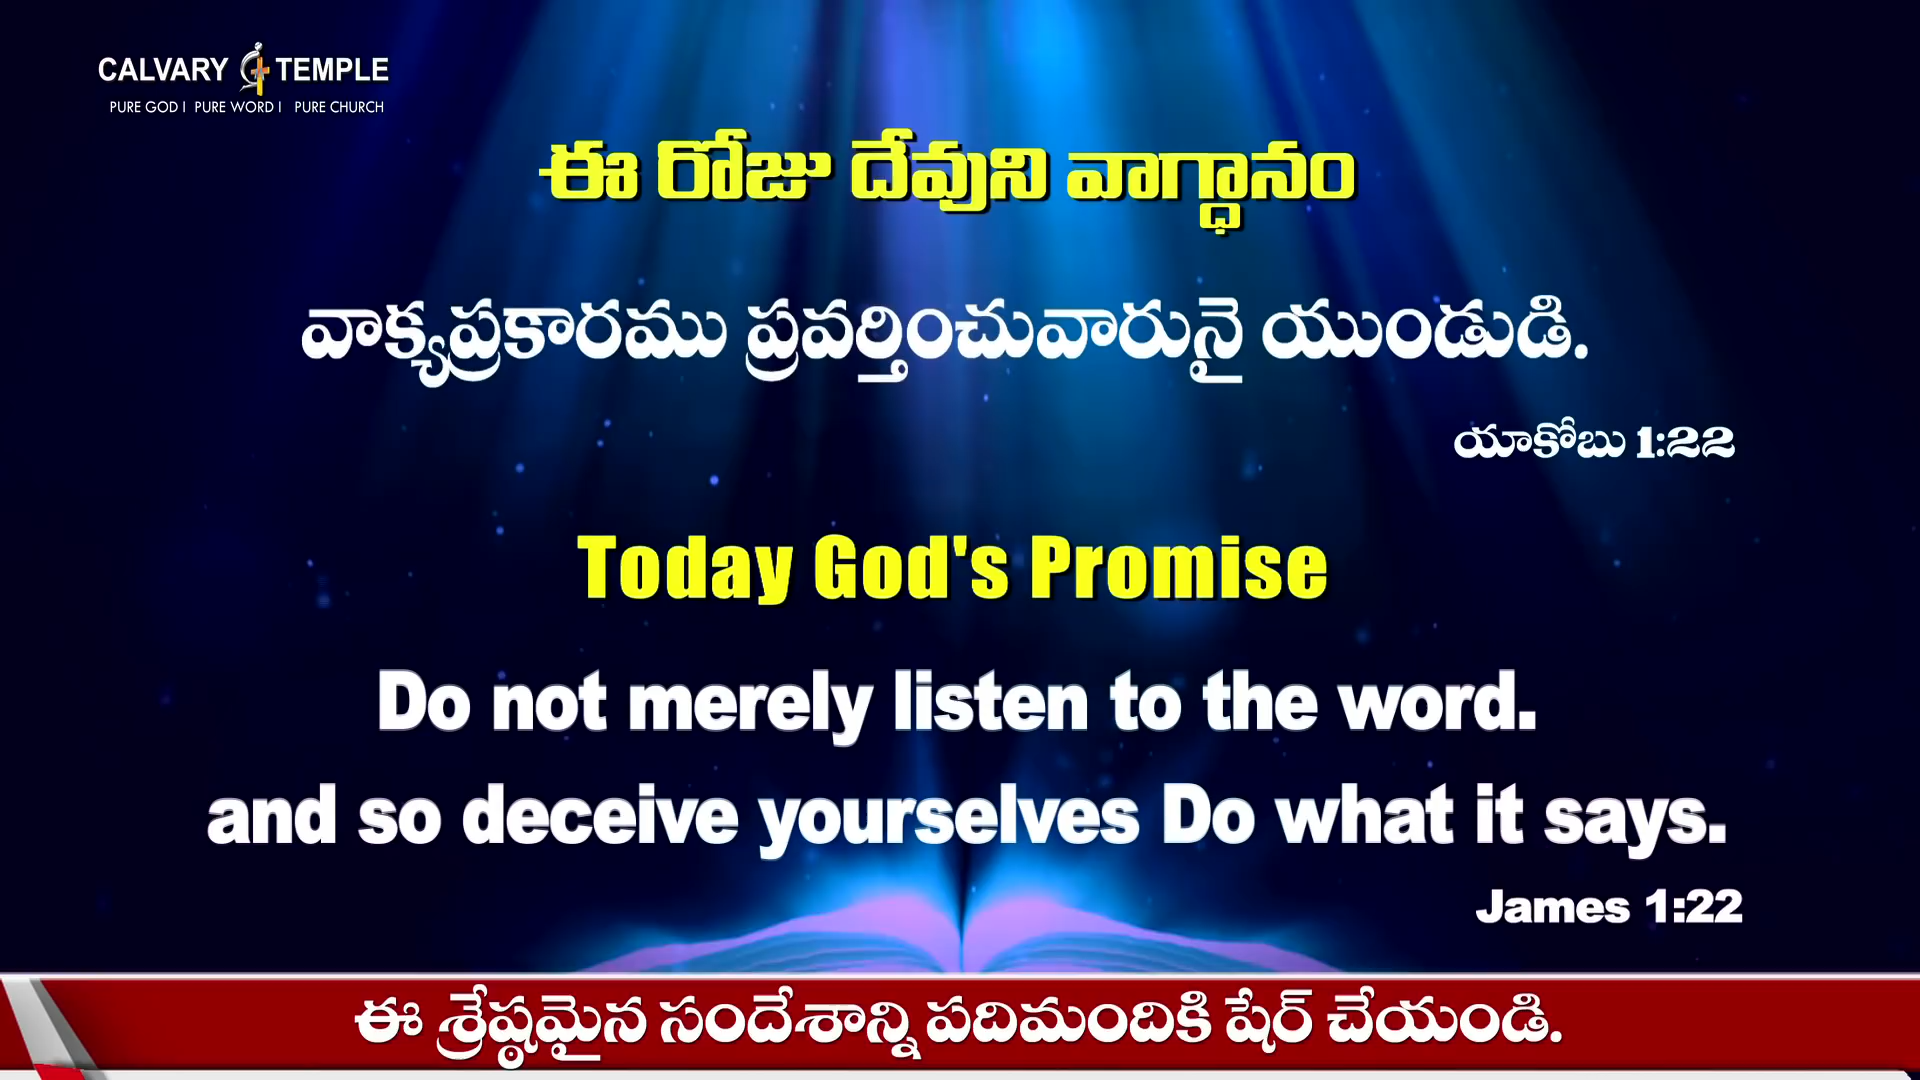 CALVARY TEMPLE
PURE GOD I PURE WORD I PURE CHURCH
ఈ రోజు దేవుని వాగ్ధానం
వాక్యప్రకారము ప్రవర్తించువారునై యుండుడి.
యాకోబు 1:22
Today God's Promise
Do not merely listen to the word.
and so deceive yourselves Do what it says.
James 1:22
ఈ శ్రేష్ఠమైన సందేశాన్ని పదిమందికి షేర్ చేయండి.